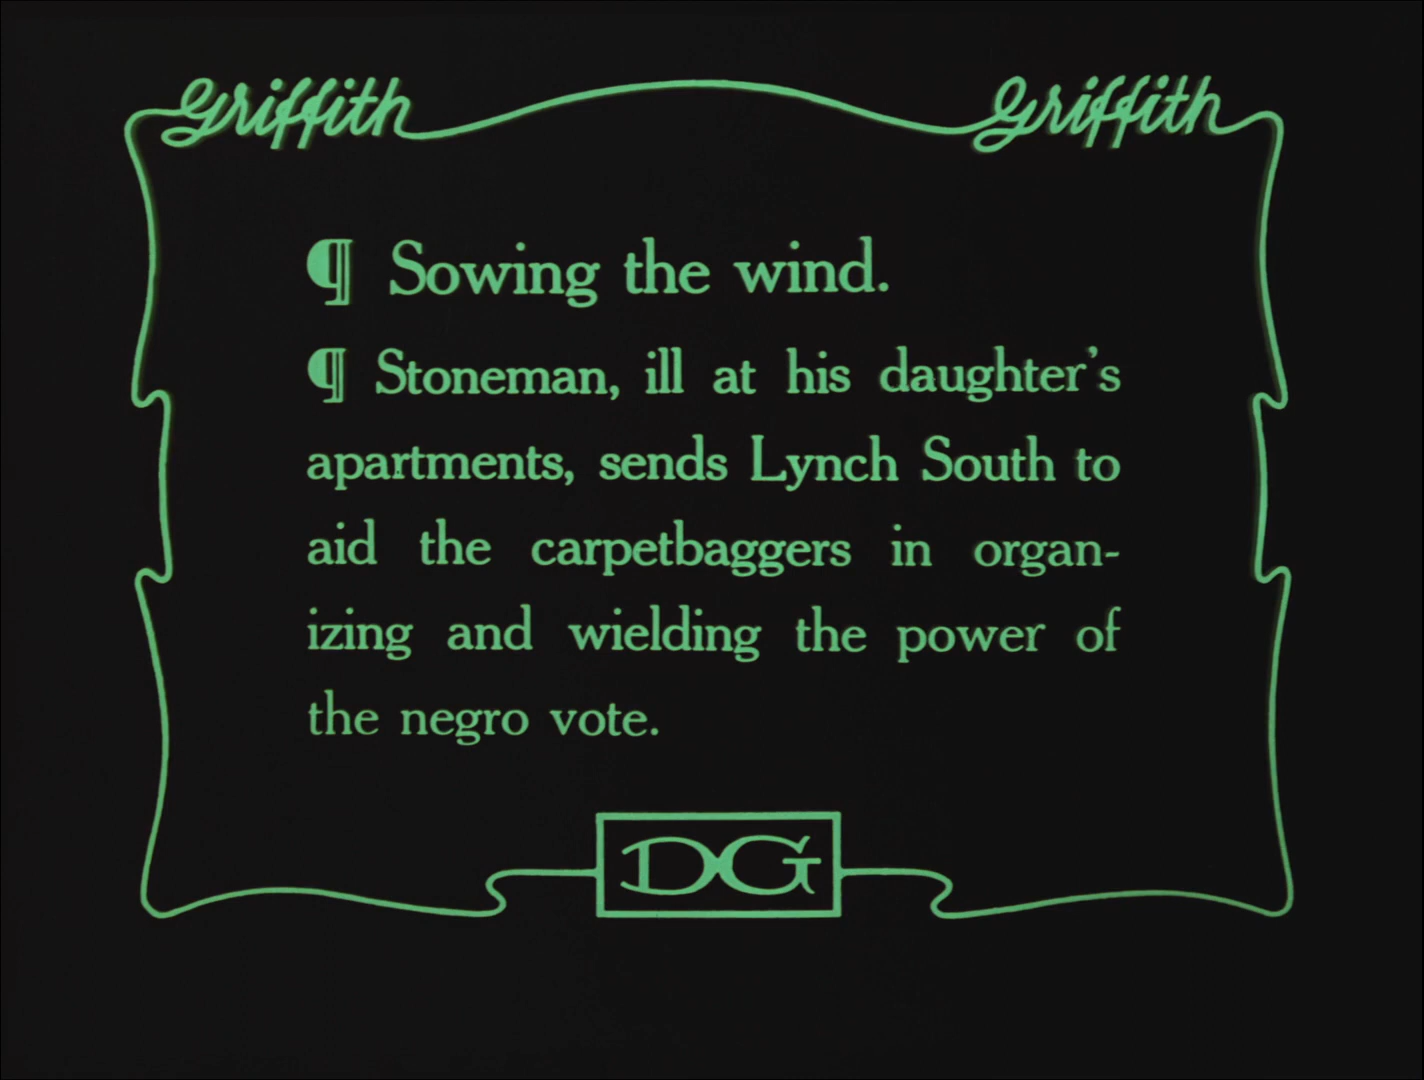 Griffith Griffith
¶ Sowing the wind.
¶ Stoneman, ill at his daughter's
apartments, sends Lynch South to
aid the carpetbaggers in organ-
izing and wielding the power of
the negro vote.
DG